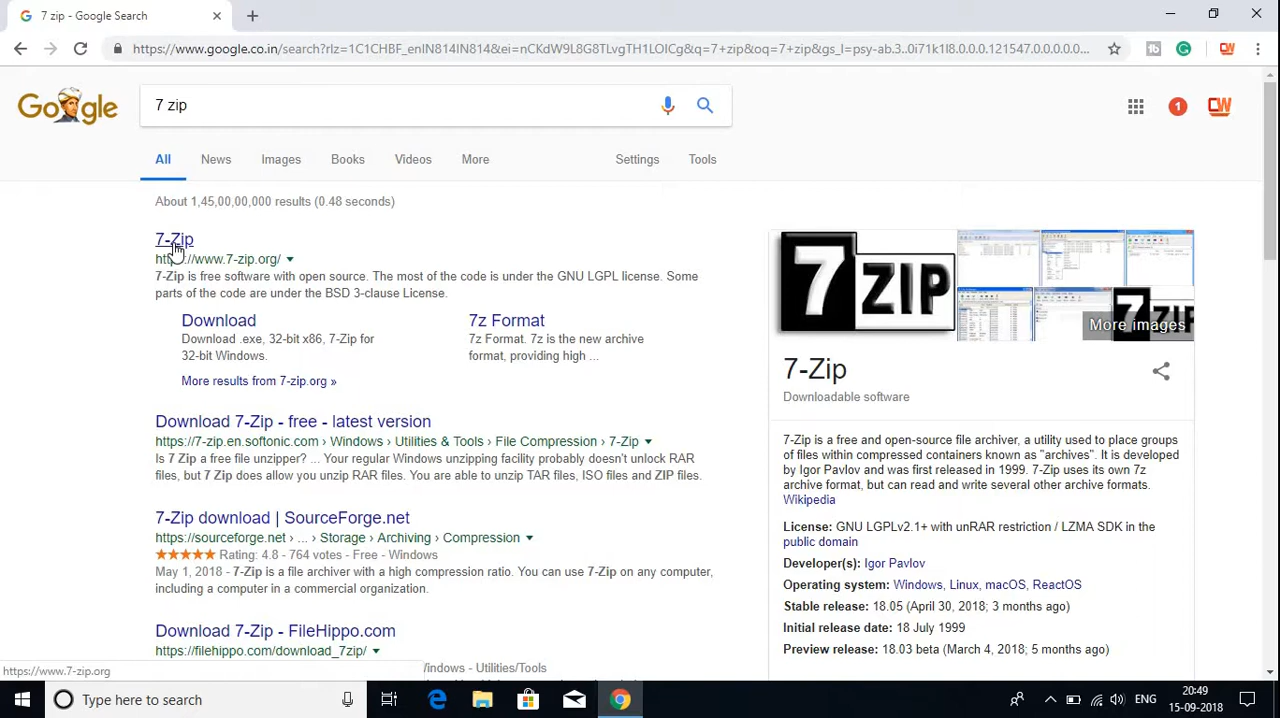 7 zip - Google Search
https://www.google.co.in/search?rlz=1C1CHBF_enIN814IN814&ei=nCKdW9L8G8TLvgTH1LOICg&q=7+zip&oq=7+zip&gs_l=psy-ab.3..0i71k1l8.0.0.0.121547.0.0.0.0.0...
Google
7 zip
1
CW
All
News
Images
Books
Videos
More
Settings
Tools
About 1,45,00,00,000 results (0.48 seconds)
7-Zip
https://www.7-zip.org/
7-Zip is free software with open source. The most of the code is under the GNU LGPL license. Some
parts of the code are under the BSD 3-clause License.
Download
Download .exe, 32-bit x86, 7-Zip for
32-bit Windows.
7z Format
7z Format. 7z is the new archive
format, providing high ...
More results from 7-zip.org »
Download 7-Zip - free - latest version
https://7-zip.en.softonic.com › Windows › Utilities & Tools › File Compression › 7-Zip
Is 7 Zip a free file unzipper? ... Your regular Windows unzipping facility probably doesn't unlock RAR
files, but 7 Zip does allow you unzip RAR files. You are able to unzip TAR files, ISO files and ZIP files.
7-Zip download | SourceForge.net
https://sourceforge.net › ... › Storage › Archiving › Compression
Rating: 4.8 - 764 votes - Free - Windows
May 1, 2018 - 7-Zip is a file archiver with a high compression ratio. You can use 7-Zip on any computer,
including a computer in a commercial organization.
Download 7-Zip - FileHippo.com
https://filehippo.com/download_7zip/
Windows - Utilities/Tools
https://www.7-zip.org
7 ZIP
7 ZIP
More images
7-Zip
Downloadable software
7-Zip is a free and open-source file archiver, a utility used to place groups
of files within compressed containers known as "archives". It is developed
by Igor Pavlov and was first released in 1999. 7-Zip uses its own 7z
archive format, but can read and write several other archive formats.
Wikipedia
License: GNU LGPLv2.1+ with unRAR restriction / LZMA SDK in the
public domain
Developer(s): Igor Pavlov
Operating system: Windows, Linux, macOS, ReactOS
Stable release: 18.05 (April 30, 2018; 3 months ago)
Initial release date: 18 July 1999
Preview release: 18.03 beta (March 4, 2018; 5 months ago)
Type here to search
ENG
20:49
15-09-2018